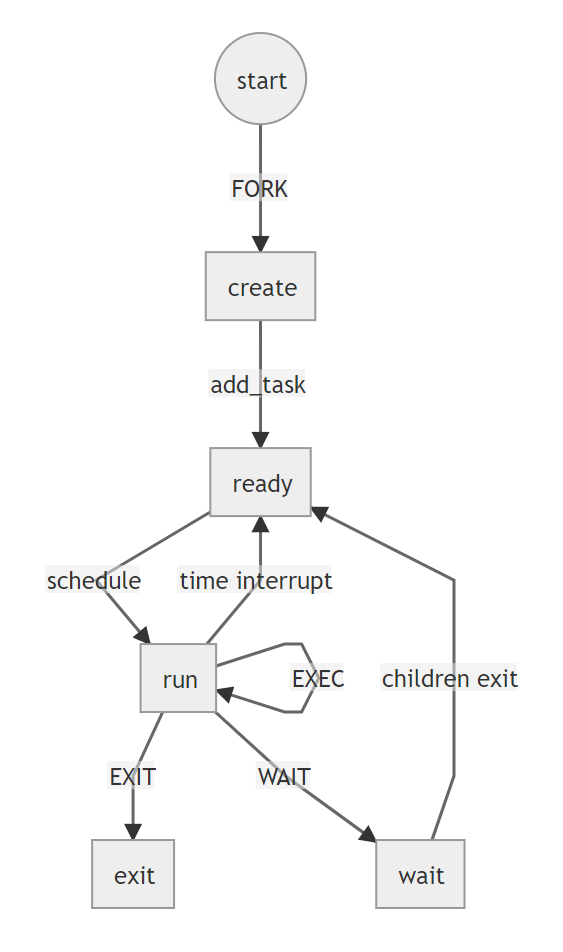 start
FORK
create
add_task
ready
schedule
time interrupt
run
EXEC
children exit
EXIT
WAIT
exit
wait